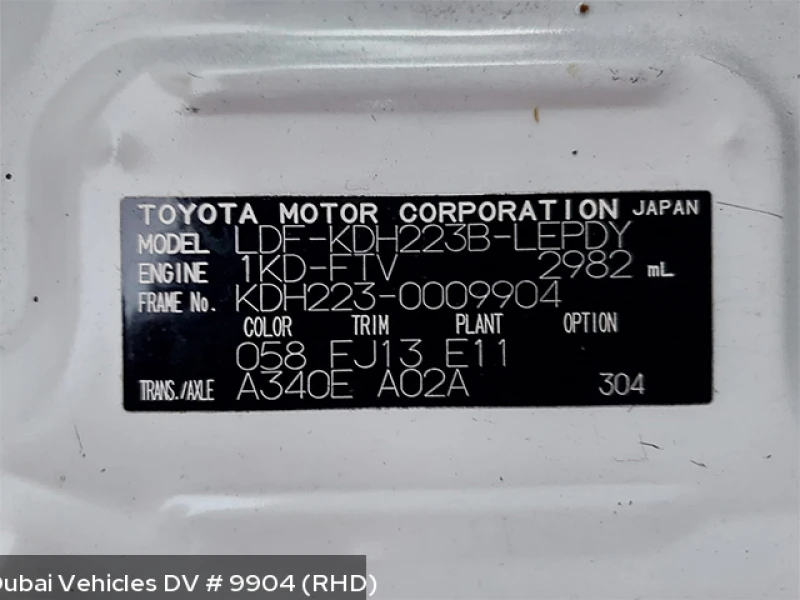 TOYOTA MOTOR CORPORATION JAPAN
MODEL LDF-KDH223B-LEPDY
ENGINE 1KD-FTV 2982 mL
FRAME No. KDH223-0009904
COLOR TRIM PLANT OPTION
058 FJ13 E11
TRANS./AXLE A340E A02A 304
Dubai Vehicles DV # 9904 (RHD)